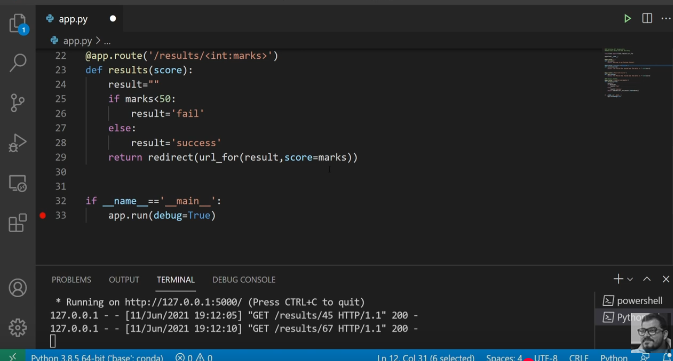 app.py
app.py > ...
22 @app.route('/results/<int:marks>')
23 def results(score):
24 result=""
25 if marks<50:
26 result='fail'
27 else:
28 result='success'
29 return redirect(url_for(result,score=marks))
30
31
32 if __name__=='__main__':
33 app.run(debug=True)
1
PROBLEMS OUTPUT TERMINAL DEBUG CONSOLE
* Running on http://127.0.0.1:5000/ (Press CTRL+C to quit)
127.0.0.1 - - [11/Jun/2021 19:12:05] "GET /results/45 HTTP/1.1" 200 -
127.0.0.1 - - [11/Jun/2021 19:12:10] "GET /results/67 HTTP/1.1" 200 -
powershell
Python 3.8.5 64-bit ('base': conda) 0 0 Ln 12, Col 31 (6 selected) Spaces: 4 UTF-8 CRLF Python